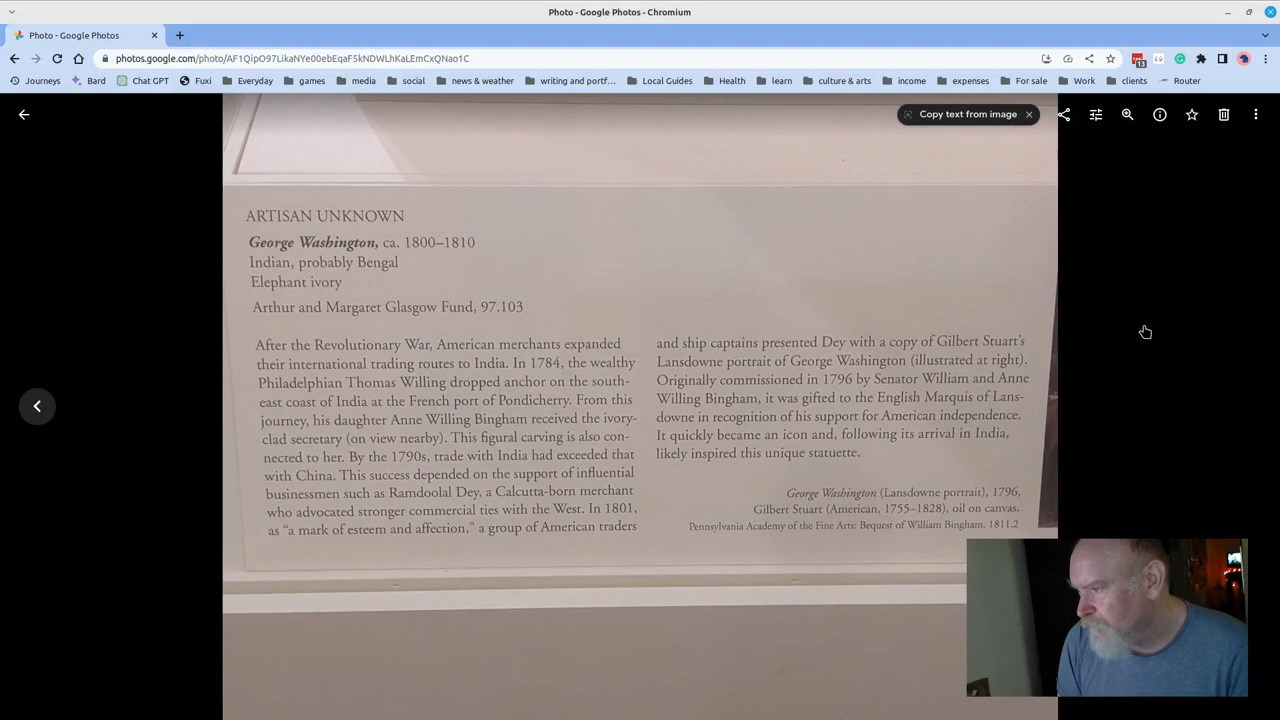 Photo - Google Photos - Chromium
Photo - Google Photos
photos.google.com/photo/AF1QipO97LikaNYe00ebEqaF5kNDWLhKaLEmCxQNao1C
13
Journeys Bard Chat GPT Fuxi Everyday games media social news & weather writing and portf... Local Guides Health learn culture & arts income expenses For sale Work clients Router
Copy text from image
ARTISAN UNKNOWN
George Washington, ca. 1800–1810
Indian, probably Bengal
Elephant ivory
Arthur and Margaret Glasgow Fund, 97.103
After the Revolutionary War, American merchants expanded
their international trading routes to India. In 1784, the wealthy
Philadelphian Thomas Willing dropped anchor on the south-
east coast of India at the French port of Pondicherry. From this
journey, his daughter Anne Willing Bingham received the ivory-
clad secretary (on view nearby). This figural carving is also con-
nected to her. By the 1790s, trade with India had exceeded that
with China. This success depended on the support of influential
businessmen such as Ramdoolal Dey, a Calcutta-born merchant
who advocated stronger commercial ties with the West. In 1801,
as “a mark of esteem and affection,” a group of American traders
and ship captains presented Dey with a copy of Gilbert Stuart’s
Lansdowne portrait of George Washington (illustrated at right).
Originally commissioned in 1796 by Senator William and Anne
Willing Bingham, it was gifted to the English Marquis of Lans-
downe in recognition of his support for American independence.
It quickly became an icon and, following its arrival in India,
likely inspired this unique statuette.
George Washington (Lansdowne portrait), 1796,
Gilbert Stuart (American, 1755–1828), oil on canvas.
Pennsylvania Academy of the Fine Arts: Bequest of William Bingham, 1811.2